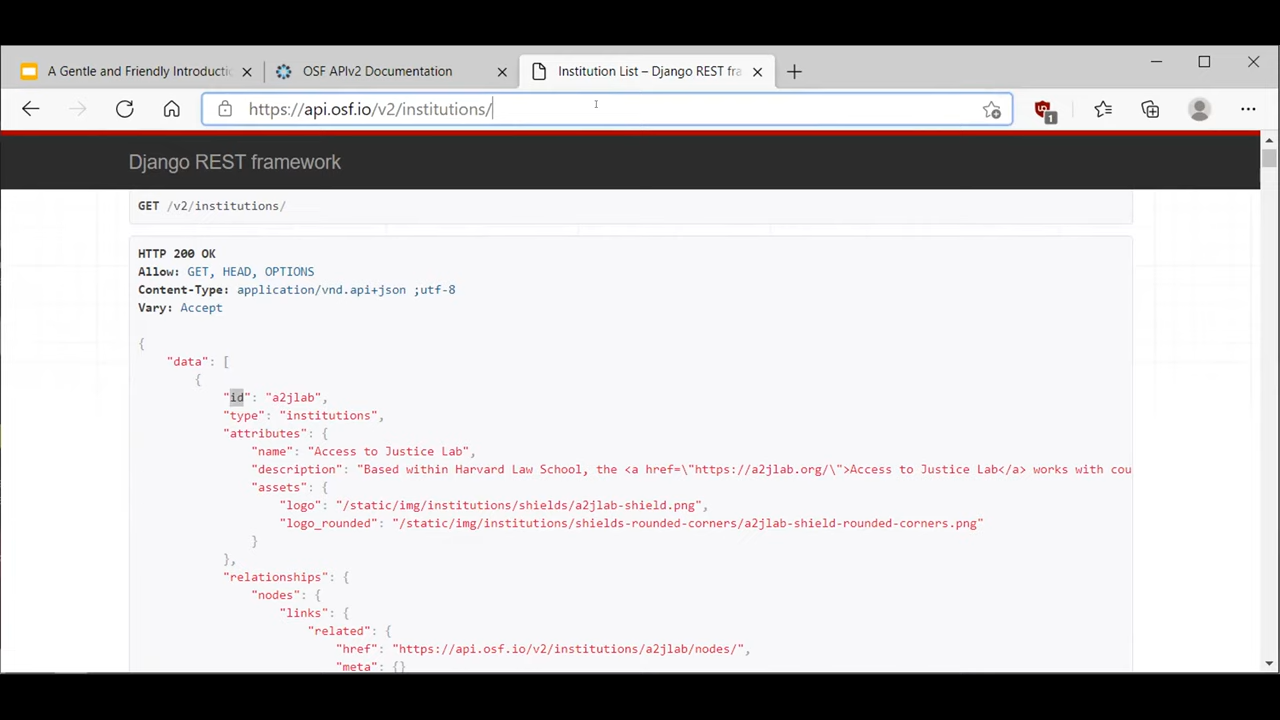 A Gentle and Friendly Introducti
OSF APIv2 Documentation
Institution List – Django REST fra
https://api.osf.io/v2/institutions/
1
Django REST framework
GET /v2/institutions/
HTTP 200 OK
Allow: GET, HEAD, OPTIONS
Content-Type: application/vnd.api+json ;utf-8
Vary: Accept
{
"data": [
{
"id": "a2jlab",
"type": "institutions",
"attributes": {
"name": "Access to Justice Lab",
"description": "Based within Harvard Law School, the <a href=\"https://a2jlab.org/\">Access to Justice Lab</a> works with cou
"assets": {
"logo": "/static/img/institutions/shields/a2jlab-shield.png",
"logo_rounded": "/static/img/institutions/shields-rounded-corners/a2jlab-shield-rounded-corners.png"
}
},
"relationships": {
"nodes": {
"links": {
"related": {
"href": "https://api.osf.io/v2/institutions/a2jlab/nodes/",
"meta": {}